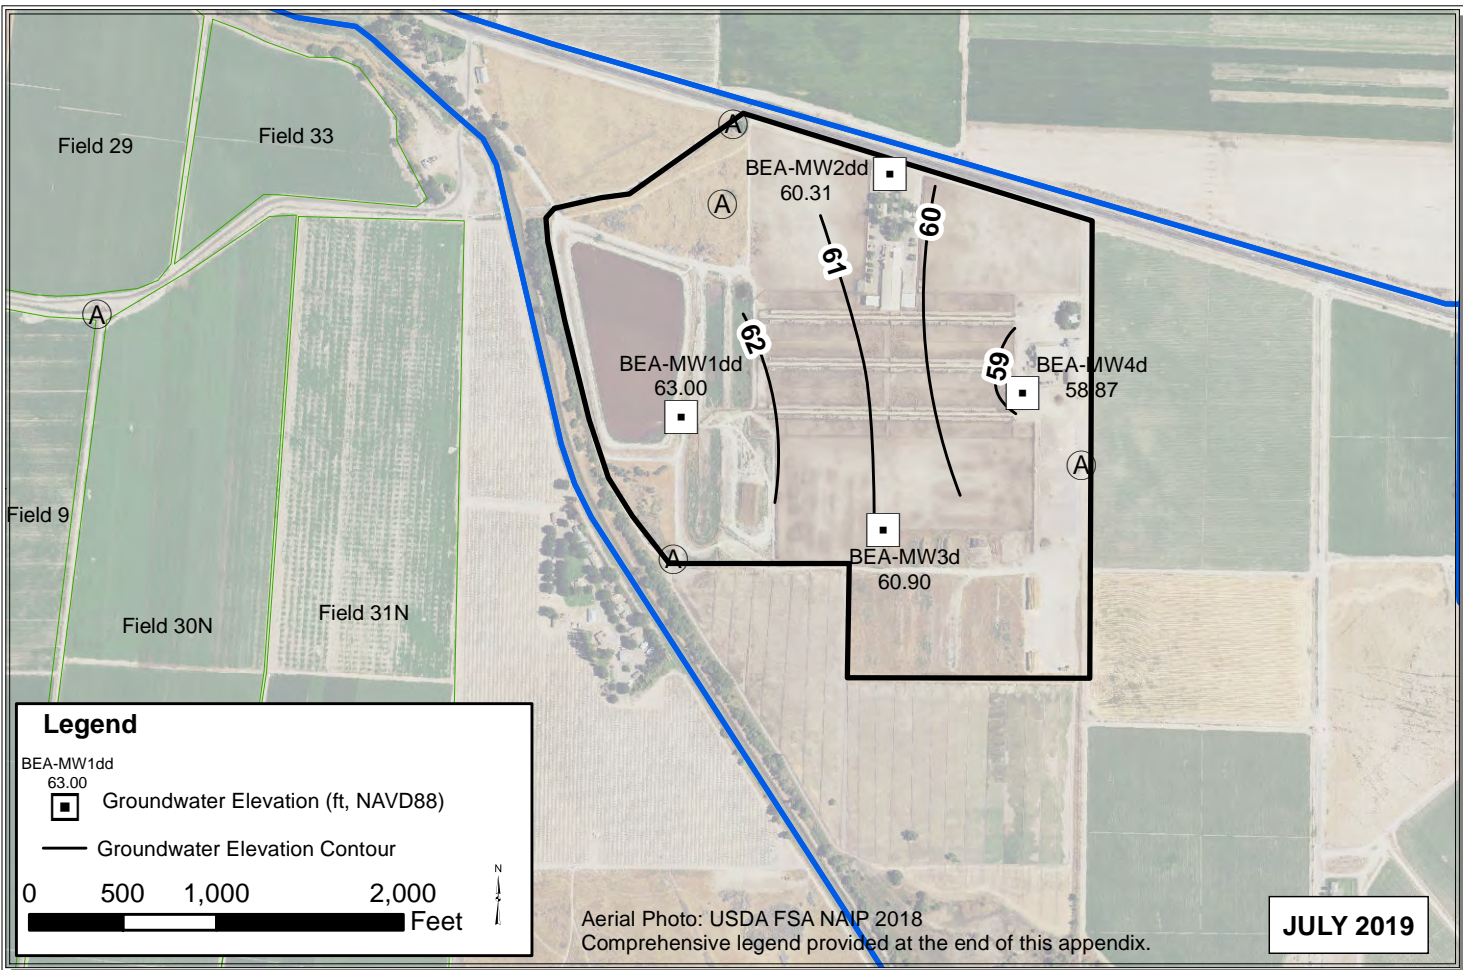 Field 29
Field 33
A
BEA-MW2dd
60.31
A
60
61
A
62
BEA-MW1dd
63.00
59
BEA-MW4d
58.87
A
Field 9
BEA-MW3d
60.90
A
Field 30N
Field 31N
Legend
BEA-MW1dd
63.00
Groundwater Elevation (ft, NAVD88)
Groundwater Elevation Contour
N
0 500 1,000 2,000
Feet
Aerial Photo: USDA FSA NAIP 2018
Comprehensive legend provided at the end of this appendix.
JULY 2019